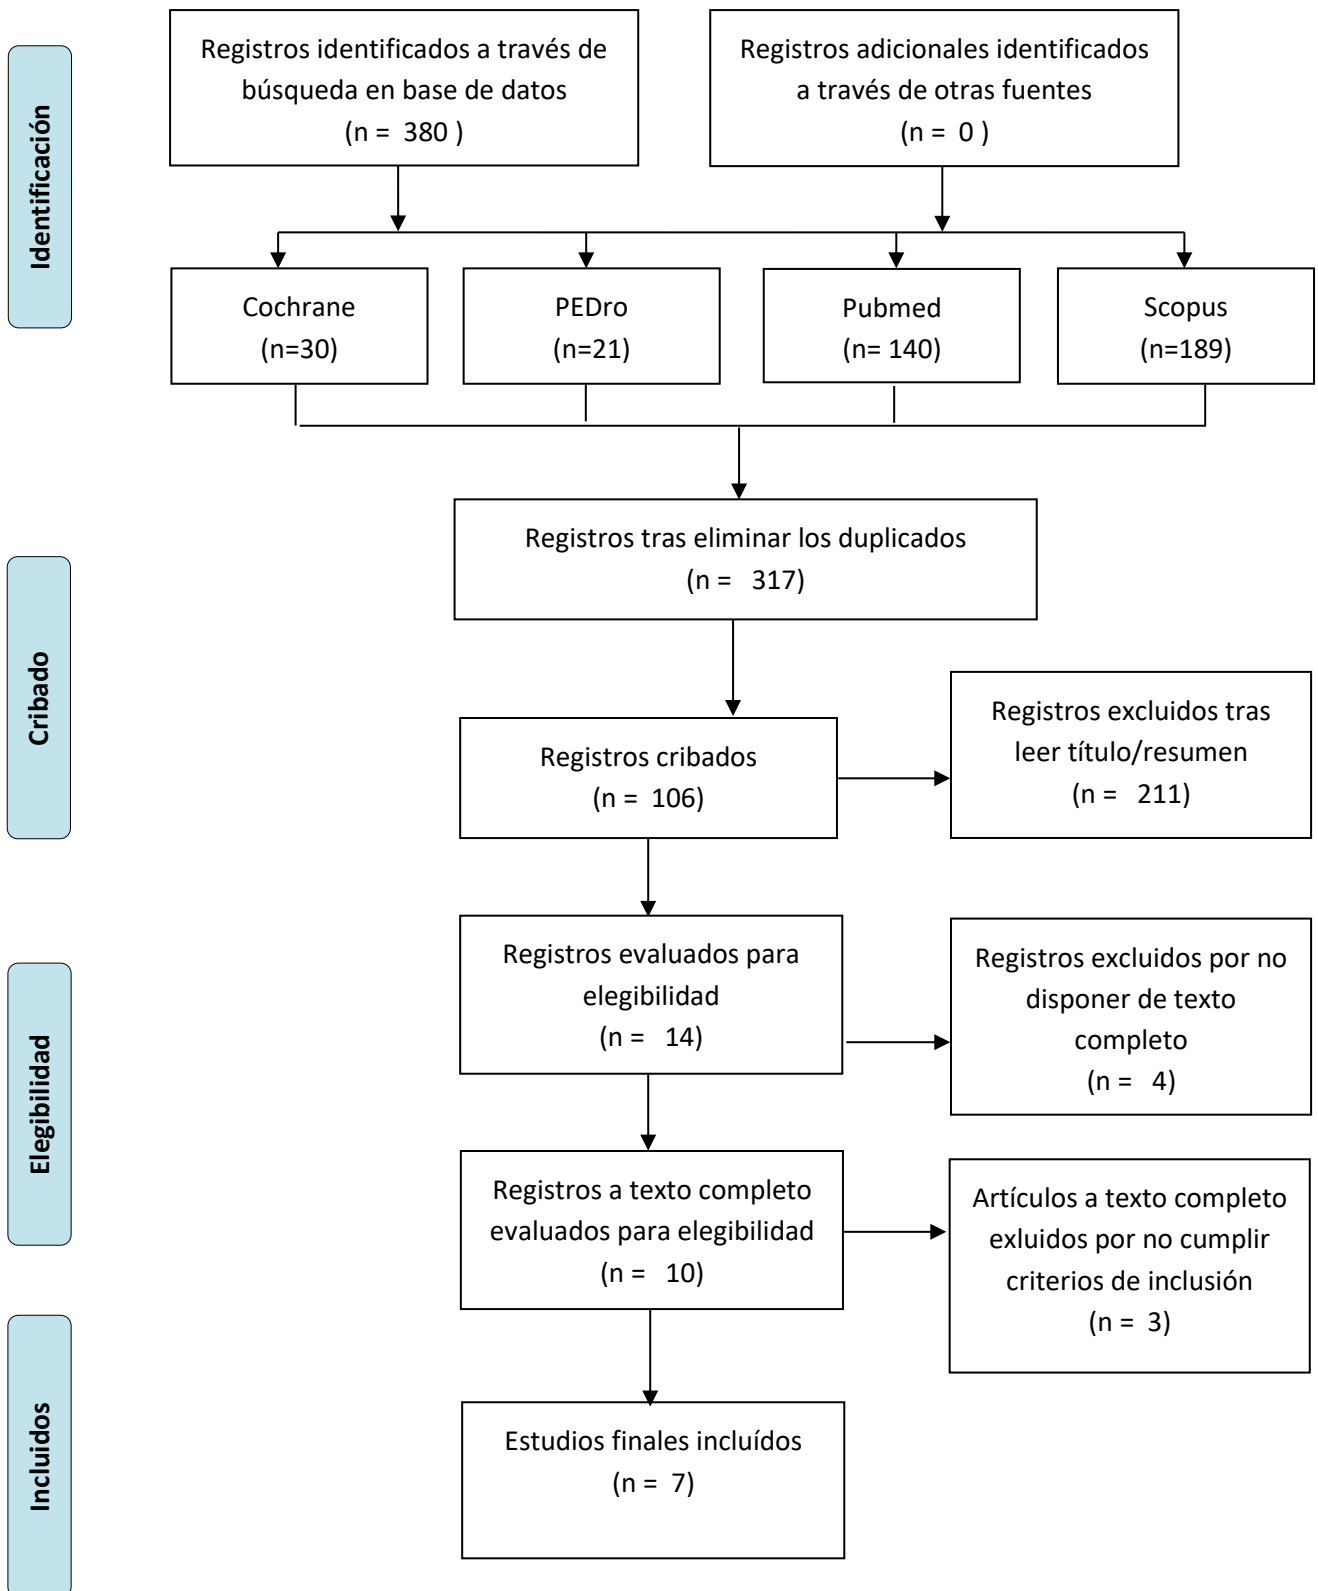 Identificación
Registros identificados a través de
búsqueda en base de datos
(n = 380 )
Registros adicionales identificados
a través de otras fuentes
(n = 0 )
Cochrane
(n=30)
PEDro
(n=21)
Pubmed
(n= 140)
Scopus
(n=189)
Cribado
Registros tras eliminar los duplicados
(n = 317)
Registros cribados
(n = 106)
Registros excluidos tras
leer título/resumen
(n = 211)
Elegibilidad
Registros evaluados para
elegibilidad
(n = 14)
Registros excluidos por no
disponer de texto
completo
(n = 4)
Registros a texto completo
evaluados para elegibilidad
(n = 10)
Artículos a texto completo
exluidos por no cumplir
criterios de inclusión
(n = 3)
Incluidos
Estudios finales incluídos
(n = 7)